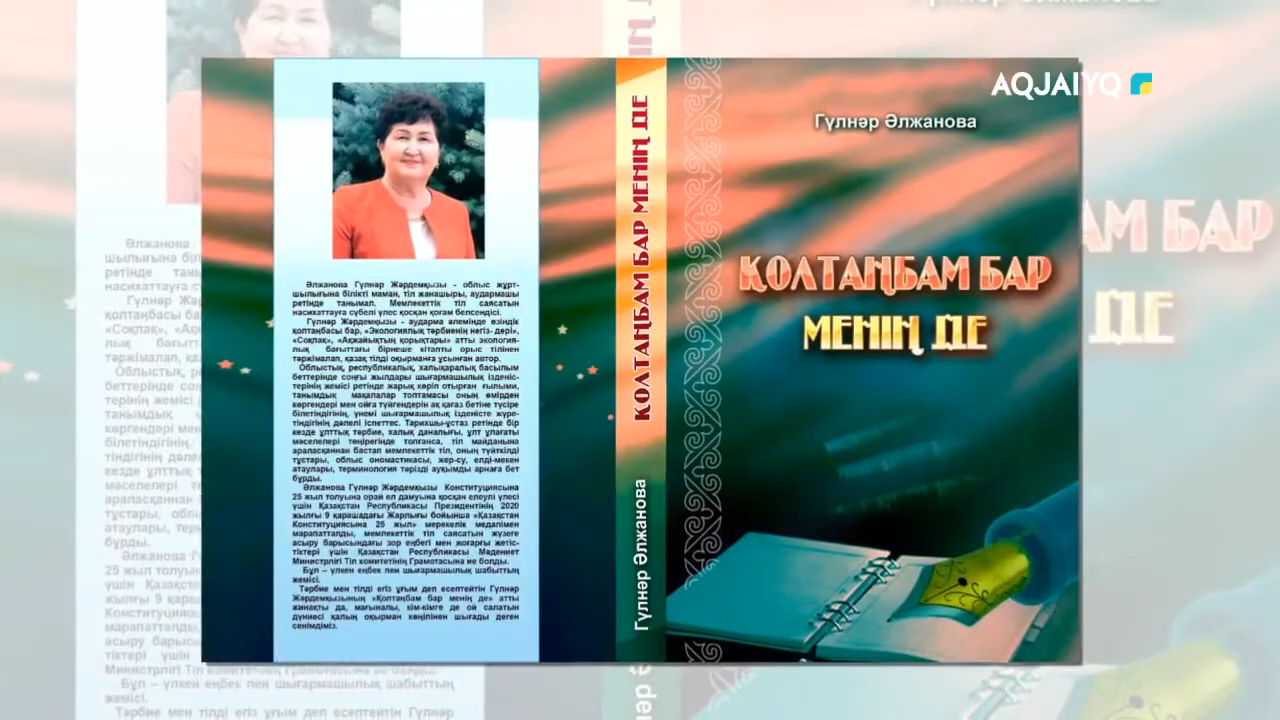 AQJAIYQ
Әлжанова Гүлнәр Жәрдемқызы - облыс жұрт-
шылығына білікті маман, тіл жанашыры, аудармашы
ретінде танымал. Мемлекеттік тіл саясатын
насихаттауға сүбелі үлес қосқан қоғам белсендісі.
Гүлнәр Жәрдемқызы - аударма әлемінде өзіндік
қолтаңбасы бар, «Экологиялық тәрбиенің негіз- дері»,
«Соқпақ», «Ақжайықтың қорықтары» атты экология-
лық бағыттағы бірнеше кітапты орыс тілінен
тәржімалап, қазақ тілді оқырманға ұсынған автор.
Облыстық, республикалық, халықаралық басылым
беттерінде соңғы жылдары шығармашылық ізденіс-
терінің жемісі ретінде жарық көріп отырған ғылыми,
танымдық мақалалар топтамасы оның өмірден
көргендері мен ойға түйгендерін ақ қағаз бетіне түсіре
білетіндігінің, үнемі шығармашылық ізденісте жүре-
тіндігінің дәлелі іспеттес. Тарихшы-ұстаз ретінде бір
кезде ұлттық тәрбие, халық даналығы, ұлт ұлағаты
мәселелері төңірегінде толғанса, тіл майданына
араласқаннан бастап мемлекеттік тіл, оның түйткілді
тұстары, облыс ономастикасы, жер-су, елді-мекен
атаулары, терминология тәрізді ауқымды арнаға бет
бұрды.
Әлжанова Гүлнәр Жәрдемқызы Конституциясына
25 жыл толуына орай ел дамуына қосқан елеулі үлесі
үшін Қазақстан Республикасы Президентінің 2020
жылғы 9 қарашадағы Жарлығы бойынша «Қазақстан
Конституциясына 25 жыл» мерекелік медалімен
марапатталды, мемлекеттік тіл саясатын жүзеге
асыру барысындағы зор еңбегі мен жоғарғы жетіс-
тіктері үшін Қазақстан Республикасы Мәдениет
Министрлігі Тіл комитетінің Грамотасына ие болды.
Бұл – үлкен еңбек пен шығармашылық шабыттың
жемісі.
Тәрбие мен тілді егіз ұғым деп есептейтін Гүлнәр
Жәрдемқызының «Қолтаңбам бар менің де» атты
жинақты да, мағыналы, кім-кімге де ой салатын
дүниесі қалың оқырман көңілінен шығады деген
сенімдіміз.
ҚОЛТАҢБАМ БАР МЕНІҢ ДЕ
Гүлнәр Әлжанова
Гүлнәр Әлжанова
ҚОЛТАҢБАМ БАР
МЕНІҢ ДЕ